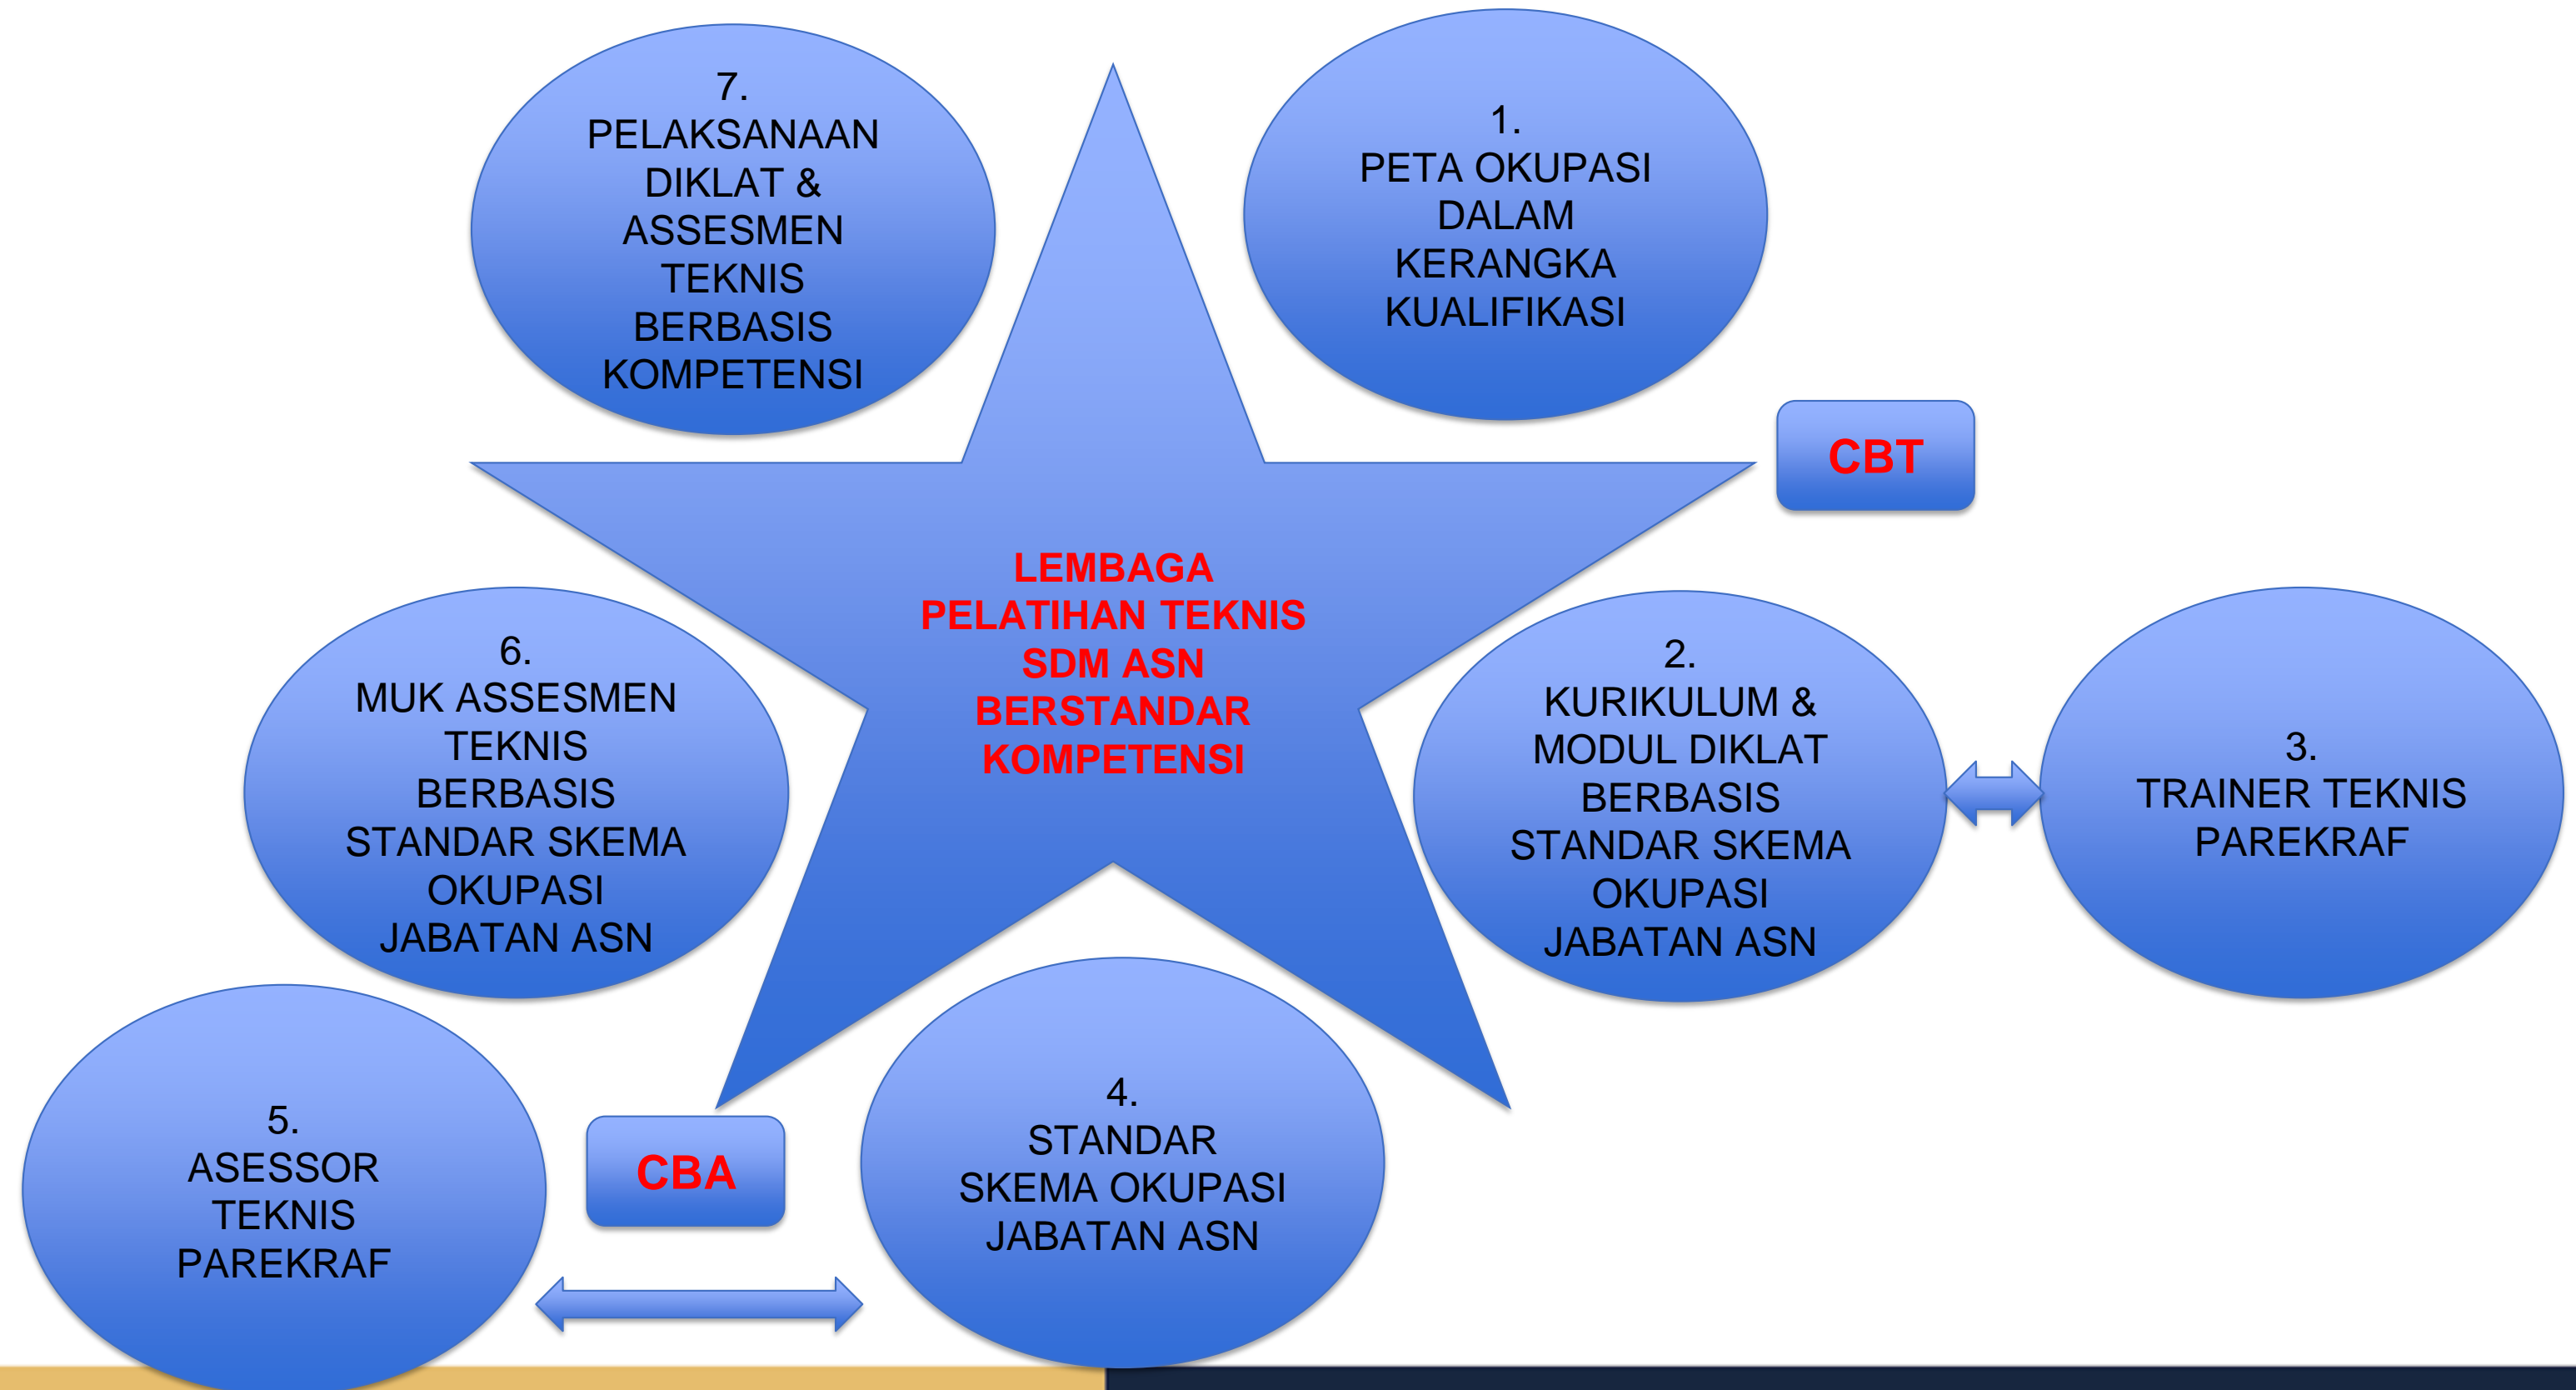 7.
PELAKSANAAN
DIKLAT &
ASSESMEN
TEKNIS
BERBASIS
KOMPETENSI
1.
PETA OKUPASI
DALAM
KERANGKA
KUALIFIKASI
CBT
LEMBAGA
PELATIHAN TEKNIS
SDM ASN
BERSTANDAR
KOMPETENSI
6.
MUK ASSESMEN
TEKNIS
BERBASIS
STANDAR SKEMA
OKUPASI
JABATAN ASN
2.
KURIKULUM &
MODUL DIKLAT
BERBASIS
STANDAR SKEMA
OKUPASI
JABATAN ASN
3.
TRAINER TEKNIS
PAREKRAF
5.
ASESSOR
TEKNIS
PAREKRAF
CBA
4.
STANDAR
SKEMA OKUPASI
JABATAN ASN